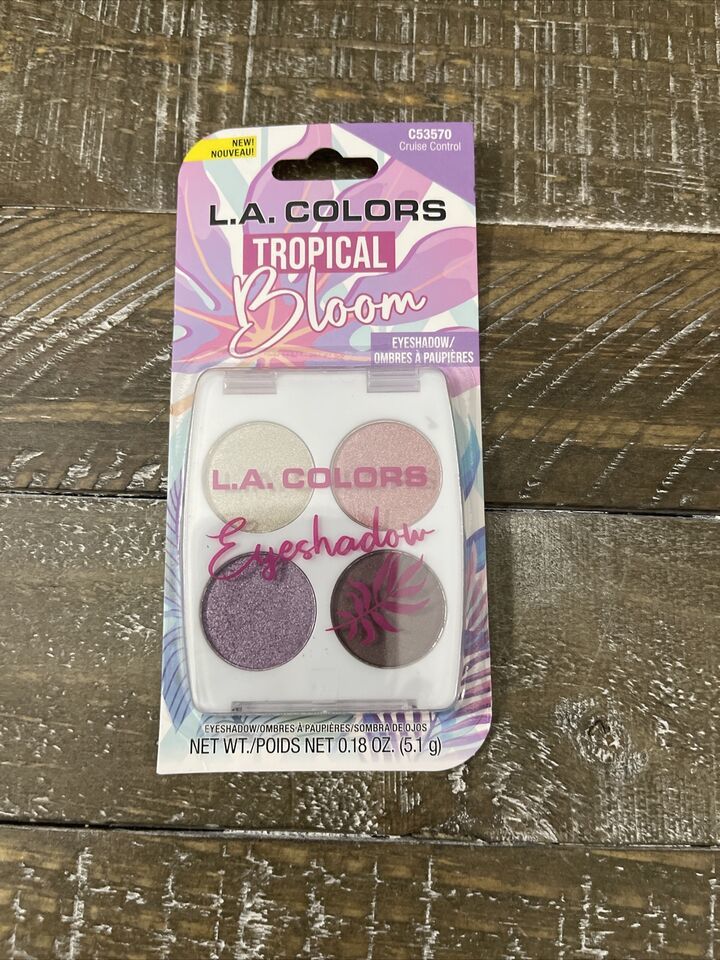 NEW!
NOUVEAU!
C53570
Cruise Control
L.A. COLORS
TROPICAL
Bloom
EYESHADOW/
OMBRES À PAUPIÈRES
L.A. COLORS
Eyeshadow
EYESHADOW/OMBRES À PAUPIÈRES/SOMBRA DE OJOS
NET WT./POIDS NET 0.18 OZ. (5.1 g)